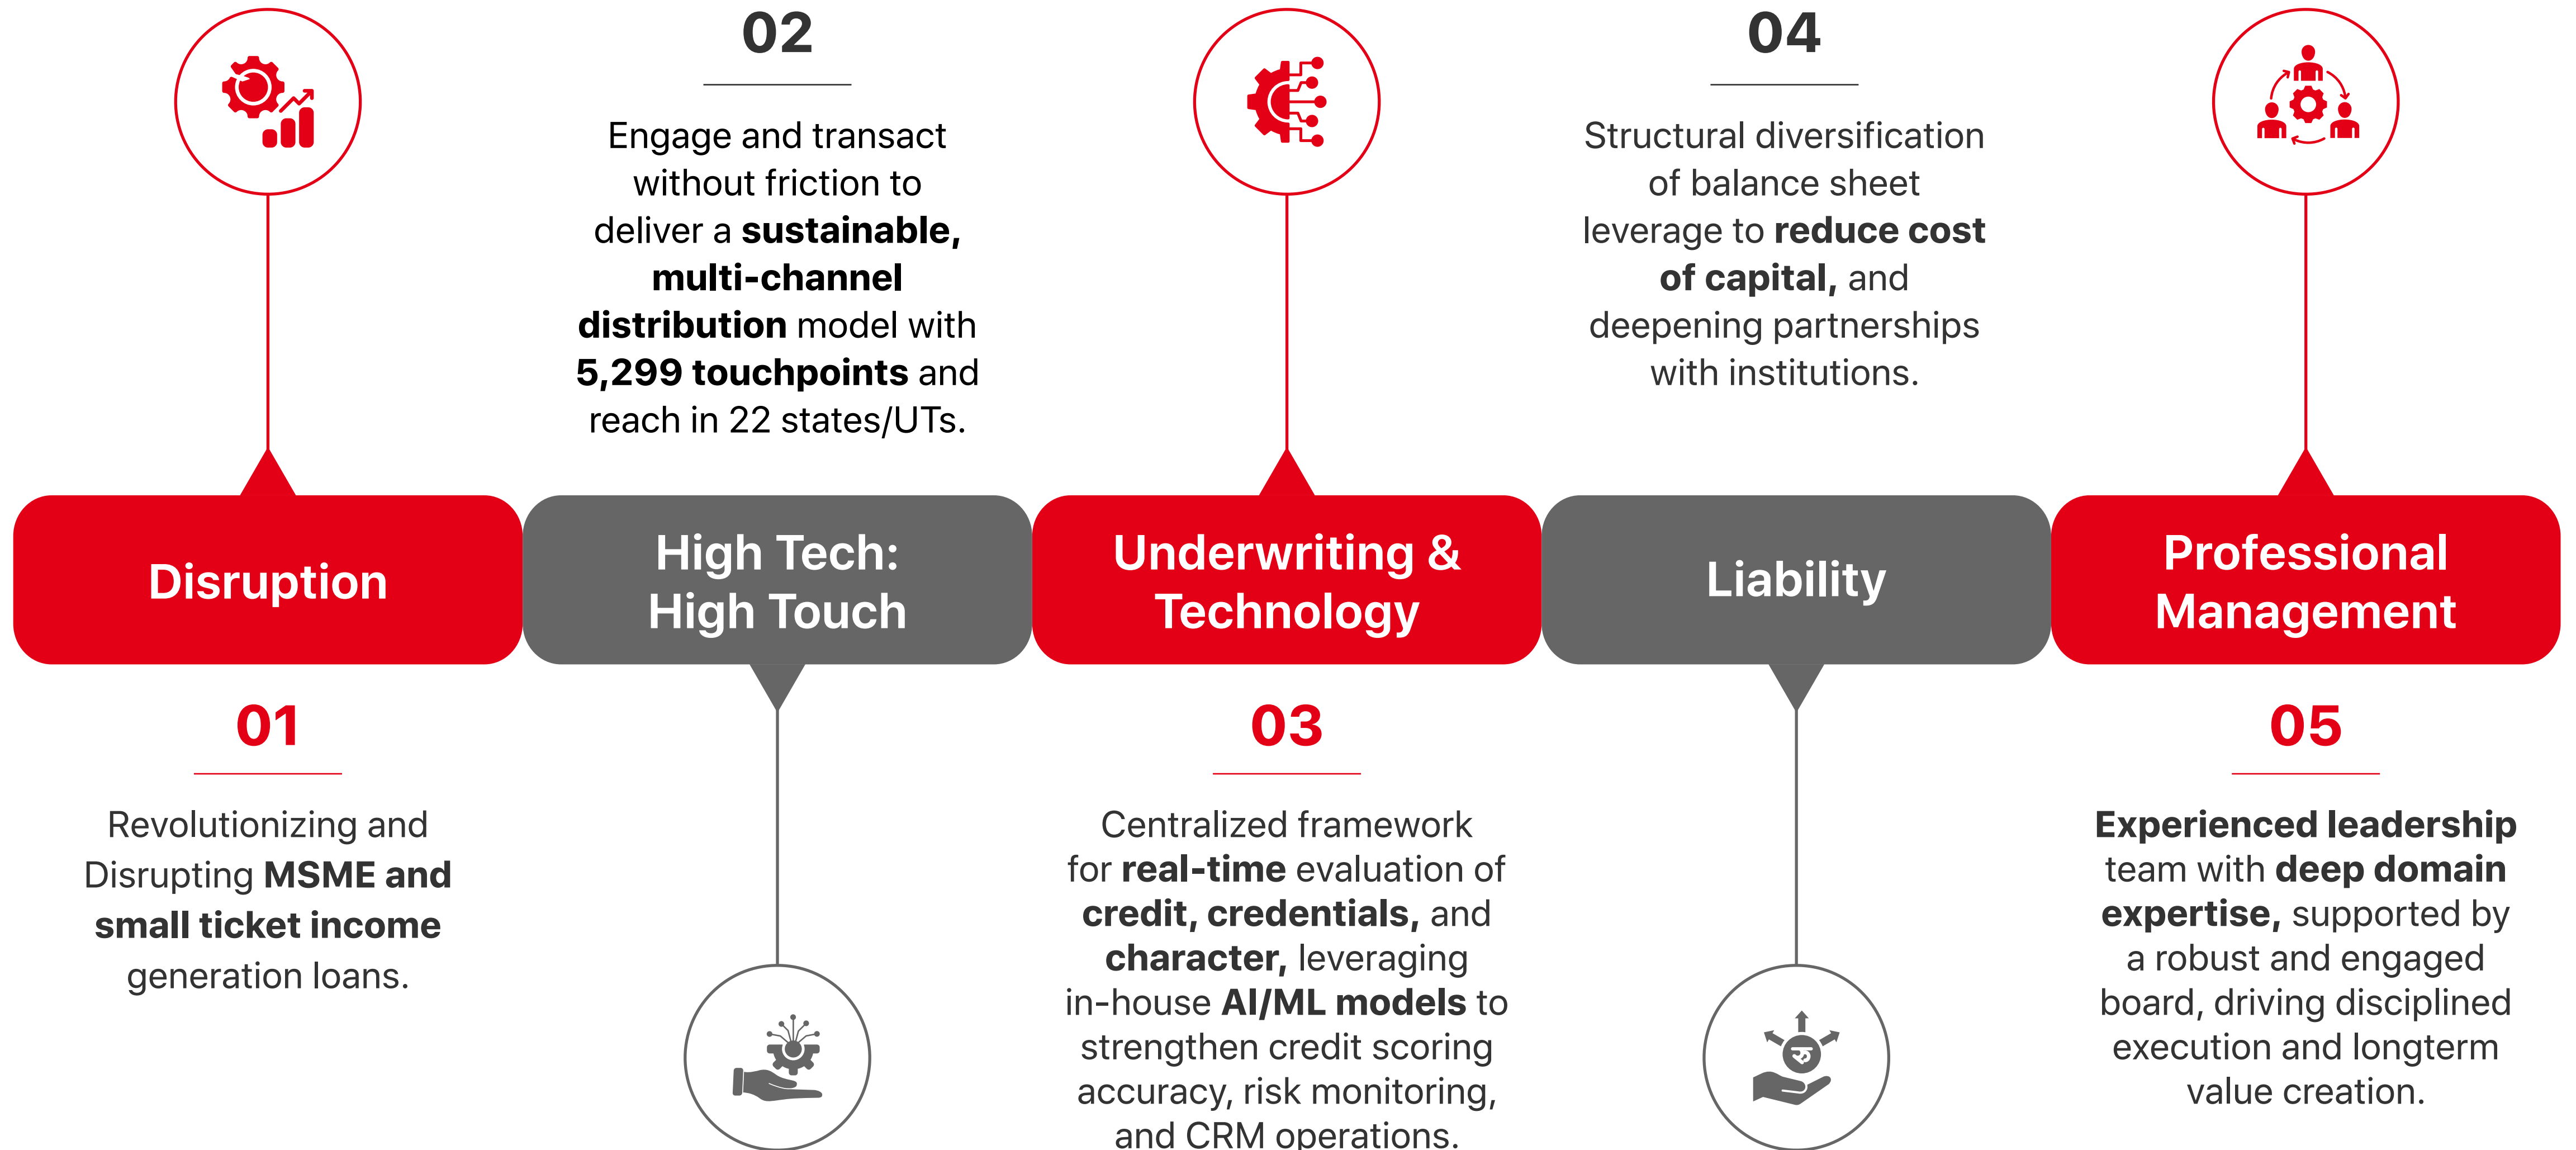 Disruption
01
Revolutionizing and
Disrupting MSME and
small ticket income
generation loans.
02
Engage and transact
without friction to
deliver a sustainable,
multi-channel
distribution model with
5,299 touchpoints and
reach in 22 states/UTs.
High Tech:
High Touch
Underwriting &
Technology
03
Centralized framework
for real-time evaluation of
credit, credentials, and
character, leveraging
in-house AI/ML models to
strengthen credit scoring
accuracy, risk monitoring,
and CRM operations.
04
Structural diversification
of balance sheet
leverage to reduce cost
of capital, and
deepening partnerships
with institutions.
Liability
रु
Professional
Management
05
Experienced leadership
team with deep domain
expertise, supported by
a robust and engaged
board, driving disciplined
execution and longterm
value creation.